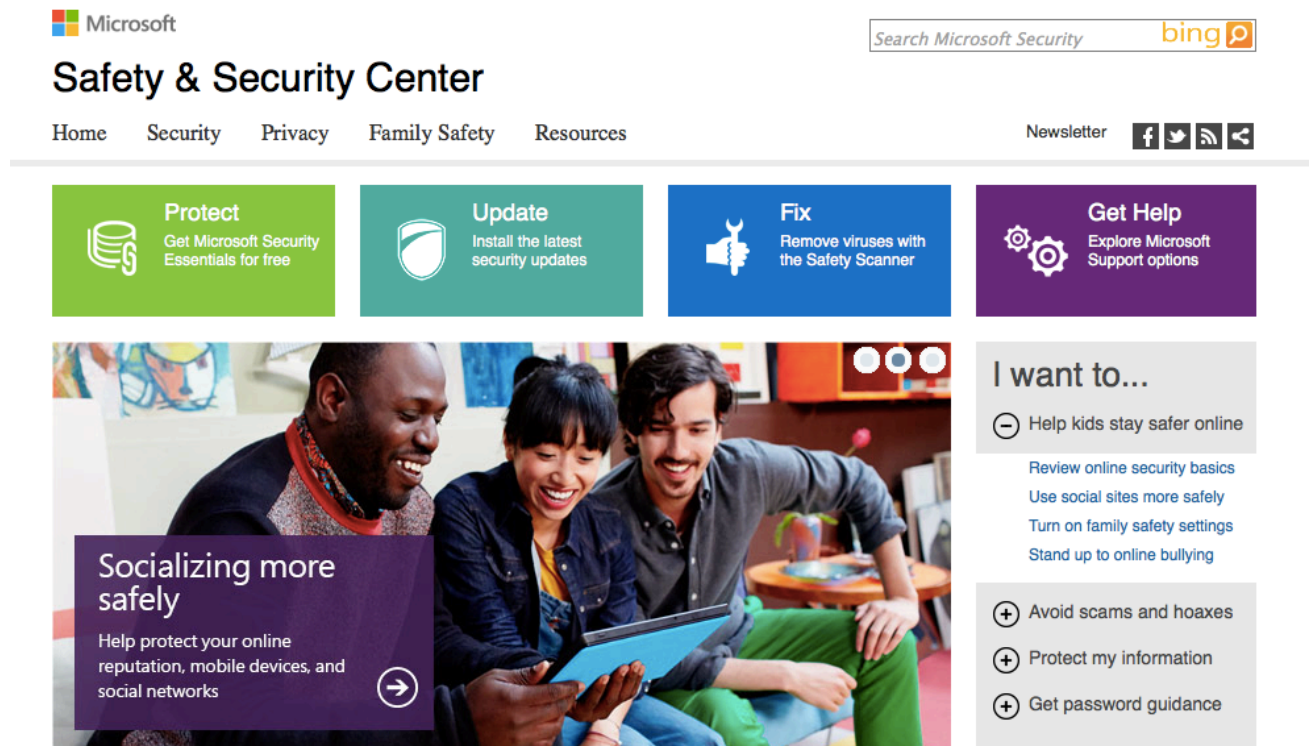 Microsoft
Search Microsoft Security bing
Safety & Security Center
Home Security Privacy Family Safety Resources
Newsletter
Protect
Get Microsoft Security
Essentials for free
Update
Install the latest
security updates
Fix
Remove viruses with
the Safety Scanner
Get Help
Explore Microsoft
Support options
Socializing more
safely
Help protect your online
reputation, mobile devices, and
social networks
I want to...
Help kids stay safer online
Review online security basics
Use social sites more safely
Turn on family safety settings
Stand up to online bullying
Avoid scams and hoaxes
Protect my information
Get password guidance